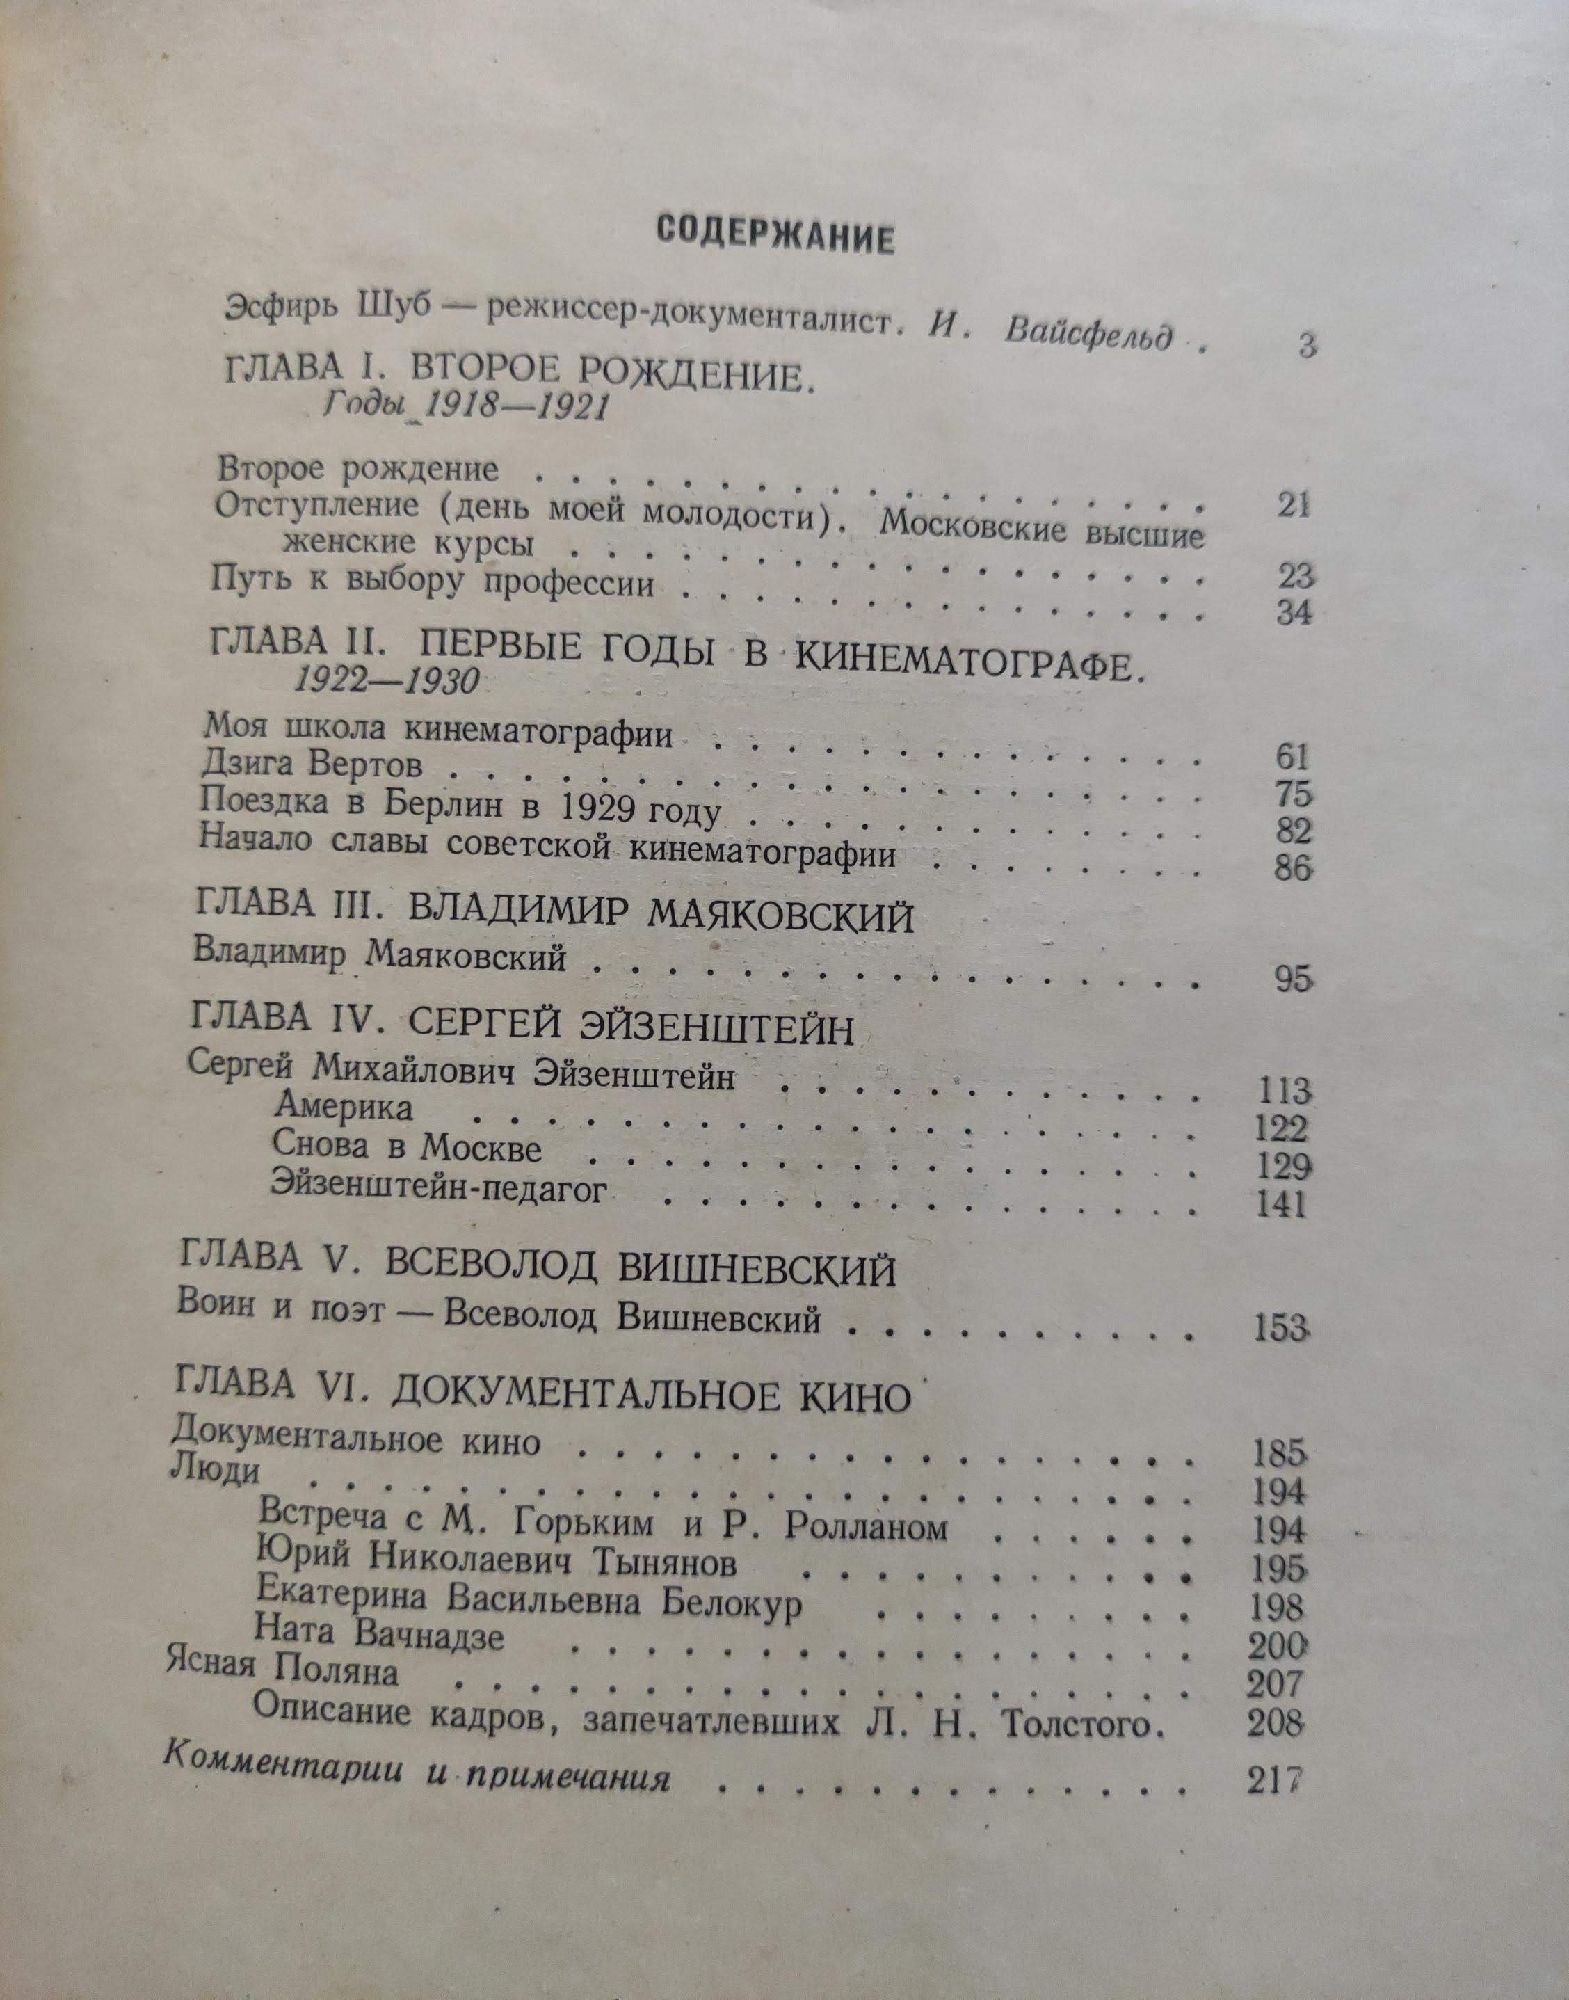 СОДЕРЖАНИЕ
Эсфирь Шуб — режиссер-документалист. И. Вайсфельд . 3
ГЛАВА I. ВТОРОЕ РОЖДЕНИЕ.
Годы 1918—1921
Второе рождение . . . . . . . . . . . . . . . . . . 21
Отступление (день моей молодости). Московские высшие
женские курсы . . . . . . . . . . . . . . . . . 23
Путь к выбору профессии . . . . . . . . . . . . . . 34
ГЛАВА II. ПЕРВЫЕ ГОДЫ В КИНЕМАТОГРАФЕ.
1922—1930
Моя школа кинематографии . . . . . . . . . . . . . 61
Дзига Вертов . . . . . . . . . . . . . . . . . . . . 75
Поездка в Берлин в 1929 году . . . . . . . . . . . . 82
Начало славы советской кинематографии . . . . . . . . 86
ГЛАВА III. ВЛАДИМИР МАЯКОВСКИЙ
Владимир Маяковский . . . . . . . . . . . . . . . . 95
ГЛАВА IV. СЕРГЕЙ ЭЙЗЕНШТЕЙН
Сергей Михайлович Эйзенштейн . . . . . . . . . . . . 113
Америка . . . . . . . . . . . . . . . . . . . . 122
Снова в Москве . . . . . . . . . . . . . . . . . 129
Эйзенштейн-педагог . . . . . . . . . . . . . . . 141
ГЛАВА V. ВСЕВОЛОД ВИШНЕВСКИЙ
Воин и поэт — Всеволод Вишневский . . . . . . . . . . 153
ГЛАВА VI. ДОКУМЕНТАЛЬНОЕ КИНО
Документальное кино . . . . . . . . . . . . . . . . . 185
Люди . . . . . . . . . . . . . . . . . . . . . . . . 194
Встреча с М. Горьким и Р. Ролланом . . . . . . 194
Юрий Николаевич Тынянов . . . . . . . . . . . 195
Екатерина Васильевна Белокур . . . . . . . . . 198
Ната Вачнадзе . . . . . . . . . . . . . . . . . 200
Ясная Поляна . . . . . . . . . . . . . . . . . . . . 207
Описание кадров, запечатлевших Л. Н. Толстого. 208
Комментарии и примечания . . . . . . . . . . . . . 217